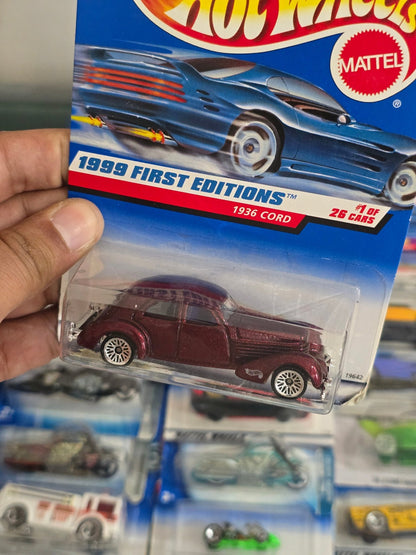 Hot Wheels
MATTEL
®
1999 FIRST EDITIONS™
1936 CORD
#1 OF
26 CARS
19642